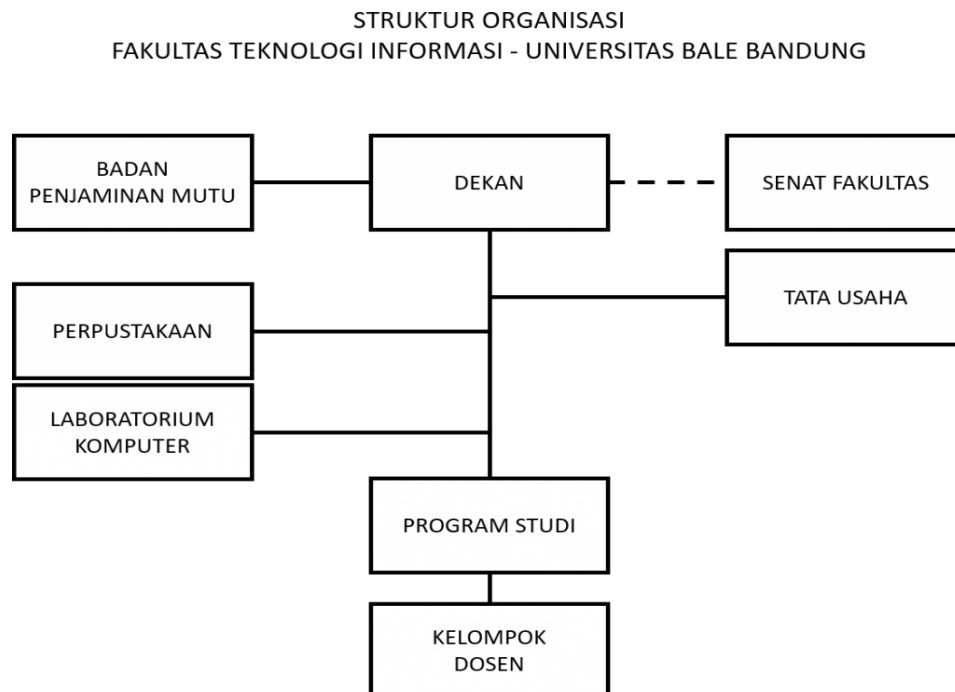 STRUKTUR ORGANISASI
FAKULTAS TEKNOLOGI INFORMASI - UNIVERSITAS BALE BANDUNG
BADAN
PENJAMINAN MUTU
DEKAN
SENAT FAKULTAS
TATA USAHA
PERPUSTAKAAN
LABORATORIUM
KOMPUTER
PROGRAM STUDI
KELOMPOK
DOSEN